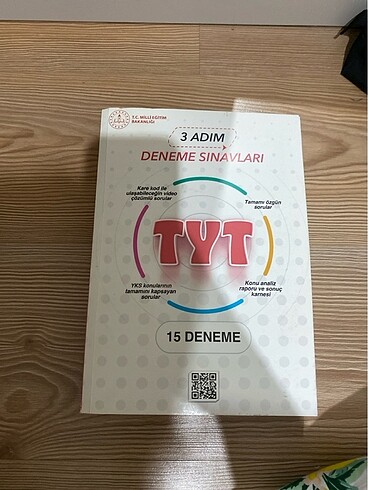 T.C. MİLLÎ EĞİTİM
BAKANLIĞI
3 ADIM
DENEME SINAVLARI
Kare kod ile
ulaşabileceğin video
çözümlü sorular
Tamamı özgün
sorular
TYT
YKS konularının
tamamını kapsayan
sorular
Konu analiz
raporu ve sonuç
karnesi
15 DENEME